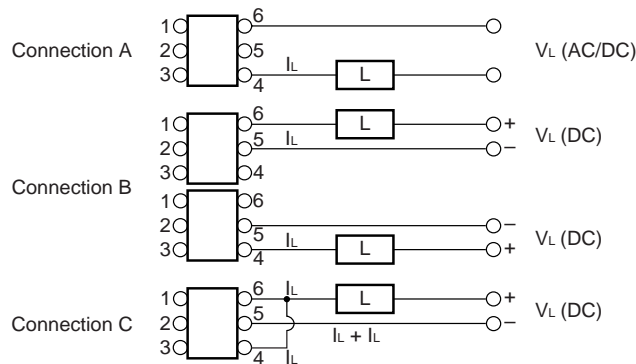 Connection A
1 6
2 5
3 4
IL L
VL (AC/DC)
Connection B
1 6
2 5
3 4
L
IL
+
–
VL (DC)
1 6
2 5
3 4
IL L
–
+
VL (DC)
Connection C
1 6
2 5
3 4
IL L
IL + IL
IL
+
–
VL (DC)